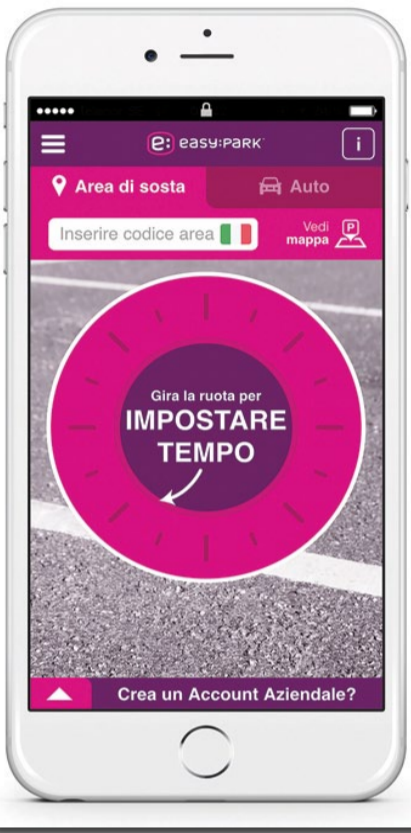 e: easy:park
i
Area di sosta
Auto
Inserire codice area
Vedi
mappa
P
Gira la ruota per
IMPOSTARE
TEMPO
Crea un Account Aziendale?